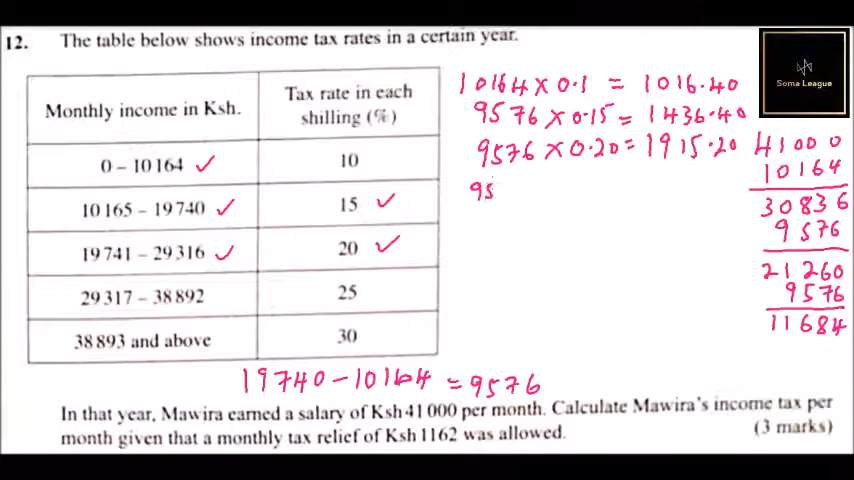 12. The table below shows income tax rates in a certain year.
Monthly income in Ksh. Tax rate in each shilling (%)
0 – 10 164 10
10 165 – 19 740 15
19 741 – 29 316 20
29 317 – 38 892 25
38 893 and above 30
10164 × 0.1 = 1016.40
9576 × 0.15 = 1436.40
9576 × 0.20 = 1915.20
95
Soma League
41000
10164
30836
9576
21260
9576
11684
19740 – 10164 = 9576
In that year, Mawira earned a salary of Ksh 41 000 per month. Calculate Mawira's income tax per
month given that a monthly tax relief of Ksh 1162 was allowed. (3 marks)